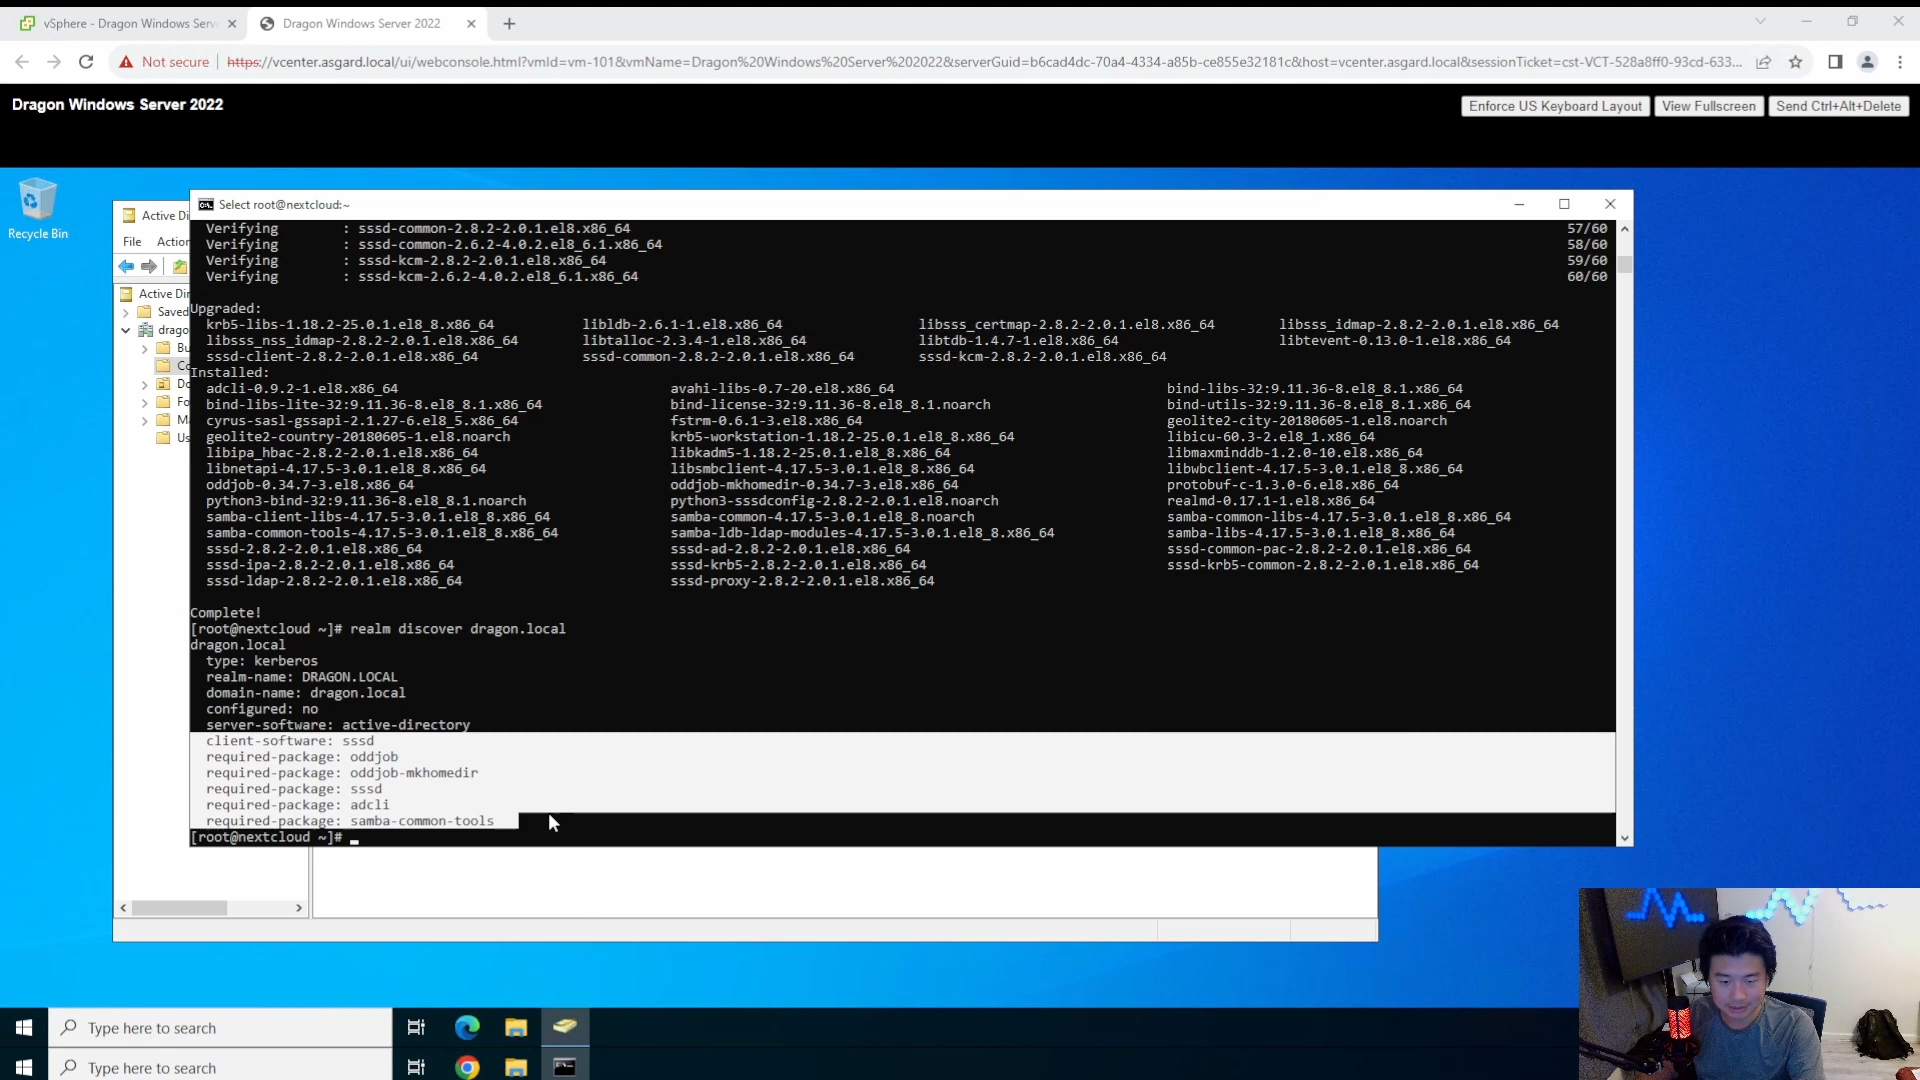 vSphere - Dragon Windows Serv
Dragon Windows Server 2022
Not secure
https://vcenter.asgard.local/ui/webconsole.html?vmId=vm-101&vmName=Dragon%20Windows%20Server%202022&serverGuid=b6cad4dc-70a4-4334-a85b-ce855e32181c&host=vcenter.asgard.local&sessionTicket=cst-VCT-528a8ff0-93cd-633...
Dragon Windows Server 2022
Enforce US Keyboard Layout
View Fullscreen
Send Ctrl+Alt+Delete
Recycle Bin
Active Di
File Action
Active Dir
Saved
drago
Bu
Co
Do
Fo
Ma
Us
Select root@nextcloud:~
Verifying : sssd-common-2.8.2-2.0.1.el8.x86_64 57/60
Verifying : sssd-common-2.6.2-4.0.2.el8_6.1.x86_64 58/60
Verifying : sssd-kcm-2.8.2-2.0.1.el8.x86_64 59/60
Verifying : sssd-kcm-2.6.2-4.0.2.el8_6.1.x86_64 60/60
Upgraded:
krb5-libs-1.18.2-25.0.1.el8_8.x86_64 libldb-2.6.1-1.el8.x86_64 libsss_certmap-2.8.2-2.0.1.el8.x86_64 libsss_idmap-2.8.2-2.0.1.el8.x86_64
libsss_nss_idmap-2.8.2-2.0.1.el8.x86_64 libtalloc-2.3.4-1.el8.x86_64 libtdb-1.4.7-1.el8.x86_64 libtevent-0.13.0-1.el8.x86_64
sssd-client-2.8.2-2.0.1.el8.x86_64 sssd-common-2.8.2-2.0.1.el8.x86_64 sssd-kcm-2.8.2-2.0.1.el8.x86_64
Installed:
adcli-0.9.2-1.el8.x86_64 avahi-libs-0.7-20.el8.x86_64 bind-libs-32:9.11.36-8.el8_8.1.x86_64
bind-libs-lite-32:9.11.36-8.el8_8.1.x86_64 bind-license-32:9.11.36-8.el8_8.1.noarch bind-utils-32:9.11.36-8.el8_8.1.x86_64
cyrus-sasl-gssapi-2.1.27-6.el8_5.x86_64 fstrm-0.6.1-3.el8.x86_64 geolite2-city-20180605-1.el8.noarch
geolite2-country-20180605-1.el8.noarch krb5-workstation-1.18.2-25.0.1.el8_8.x86_64 libicu-60.3-2.el8_1.x86_64
libipa_hbac-2.8.2-2.0.1.el8.x86_64 libkadm5-1.18.2-25.0.1.el8_8.x86_64 libmaxminddb-1.2.0-10.el8.x86_64
libnetapi-4.17.5-3.0.1.el8_8.x86_64 libsmbclient-4.17.5-3.0.1.el8_8.x86_64 libwbclient-4.17.5-3.0.1.el8_8.x86_64
oddjob-0.34.7-3.el8.x86_64 oddjob-mkhomedir-0.34.7-3.el8.x86_64 protobuf-c-1.3.0-6.el8.x86_64
python3-bind-32:9.11.36-8.el8_8.1.noarch python3-sssdconfig-2.8.2-2.0.1.el8.noarch realmd-0.17.1-1.el8.x86_64
samba-client-libs-4.17.5-3.0.1.el8_8.x86_64 samba-common-4.17.5-3.0.1.el8_8.noarch samba-common-libs-4.17.5-3.0.1.el8_8.x86_64
samba-common-tools-4.17.5-3.0.1.el8_8.x86_64 samba-ldb-ldap-modules-4.17.5-3.0.1.el8_8.x86_64 samba-libs-4.17.5-3.0.1.el8_8.x86_64
sssd-2.8.2-2.0.1.el8.x86_64 sssd-ad-2.8.2-2.0.1.el8.x86_64 sssd-common-pac-2.8.2-2.0.1.el8.x86_64
sssd-ipa-2.8.2-2.0.1.el8.x86_64 sssd-krb5-2.8.2-2.0.1.el8.x86_64 sssd-krb5-common-2.8.2-2.0.1.el8.x86_64
sssd-ldap-2.8.2-2.0.1.el8.x86_64 sssd-proxy-2.8.2-2.0.1.el8.x86_64
Complete!
[root@nextcloud ~]# realm discover dragon.local
dragon.local
type: kerberos
realm-name: DRAGON.LOCAL
domain-name: dragon.local
configured: no
server-software: active-directory
client-software: sssd
required-package: oddjob
required-package: oddjob-mkhomedir
required-package: sssd
required-package: adcli
required-package: samba-common-tools
[root@nextcloud ~]#
Type here to search
Type here to search